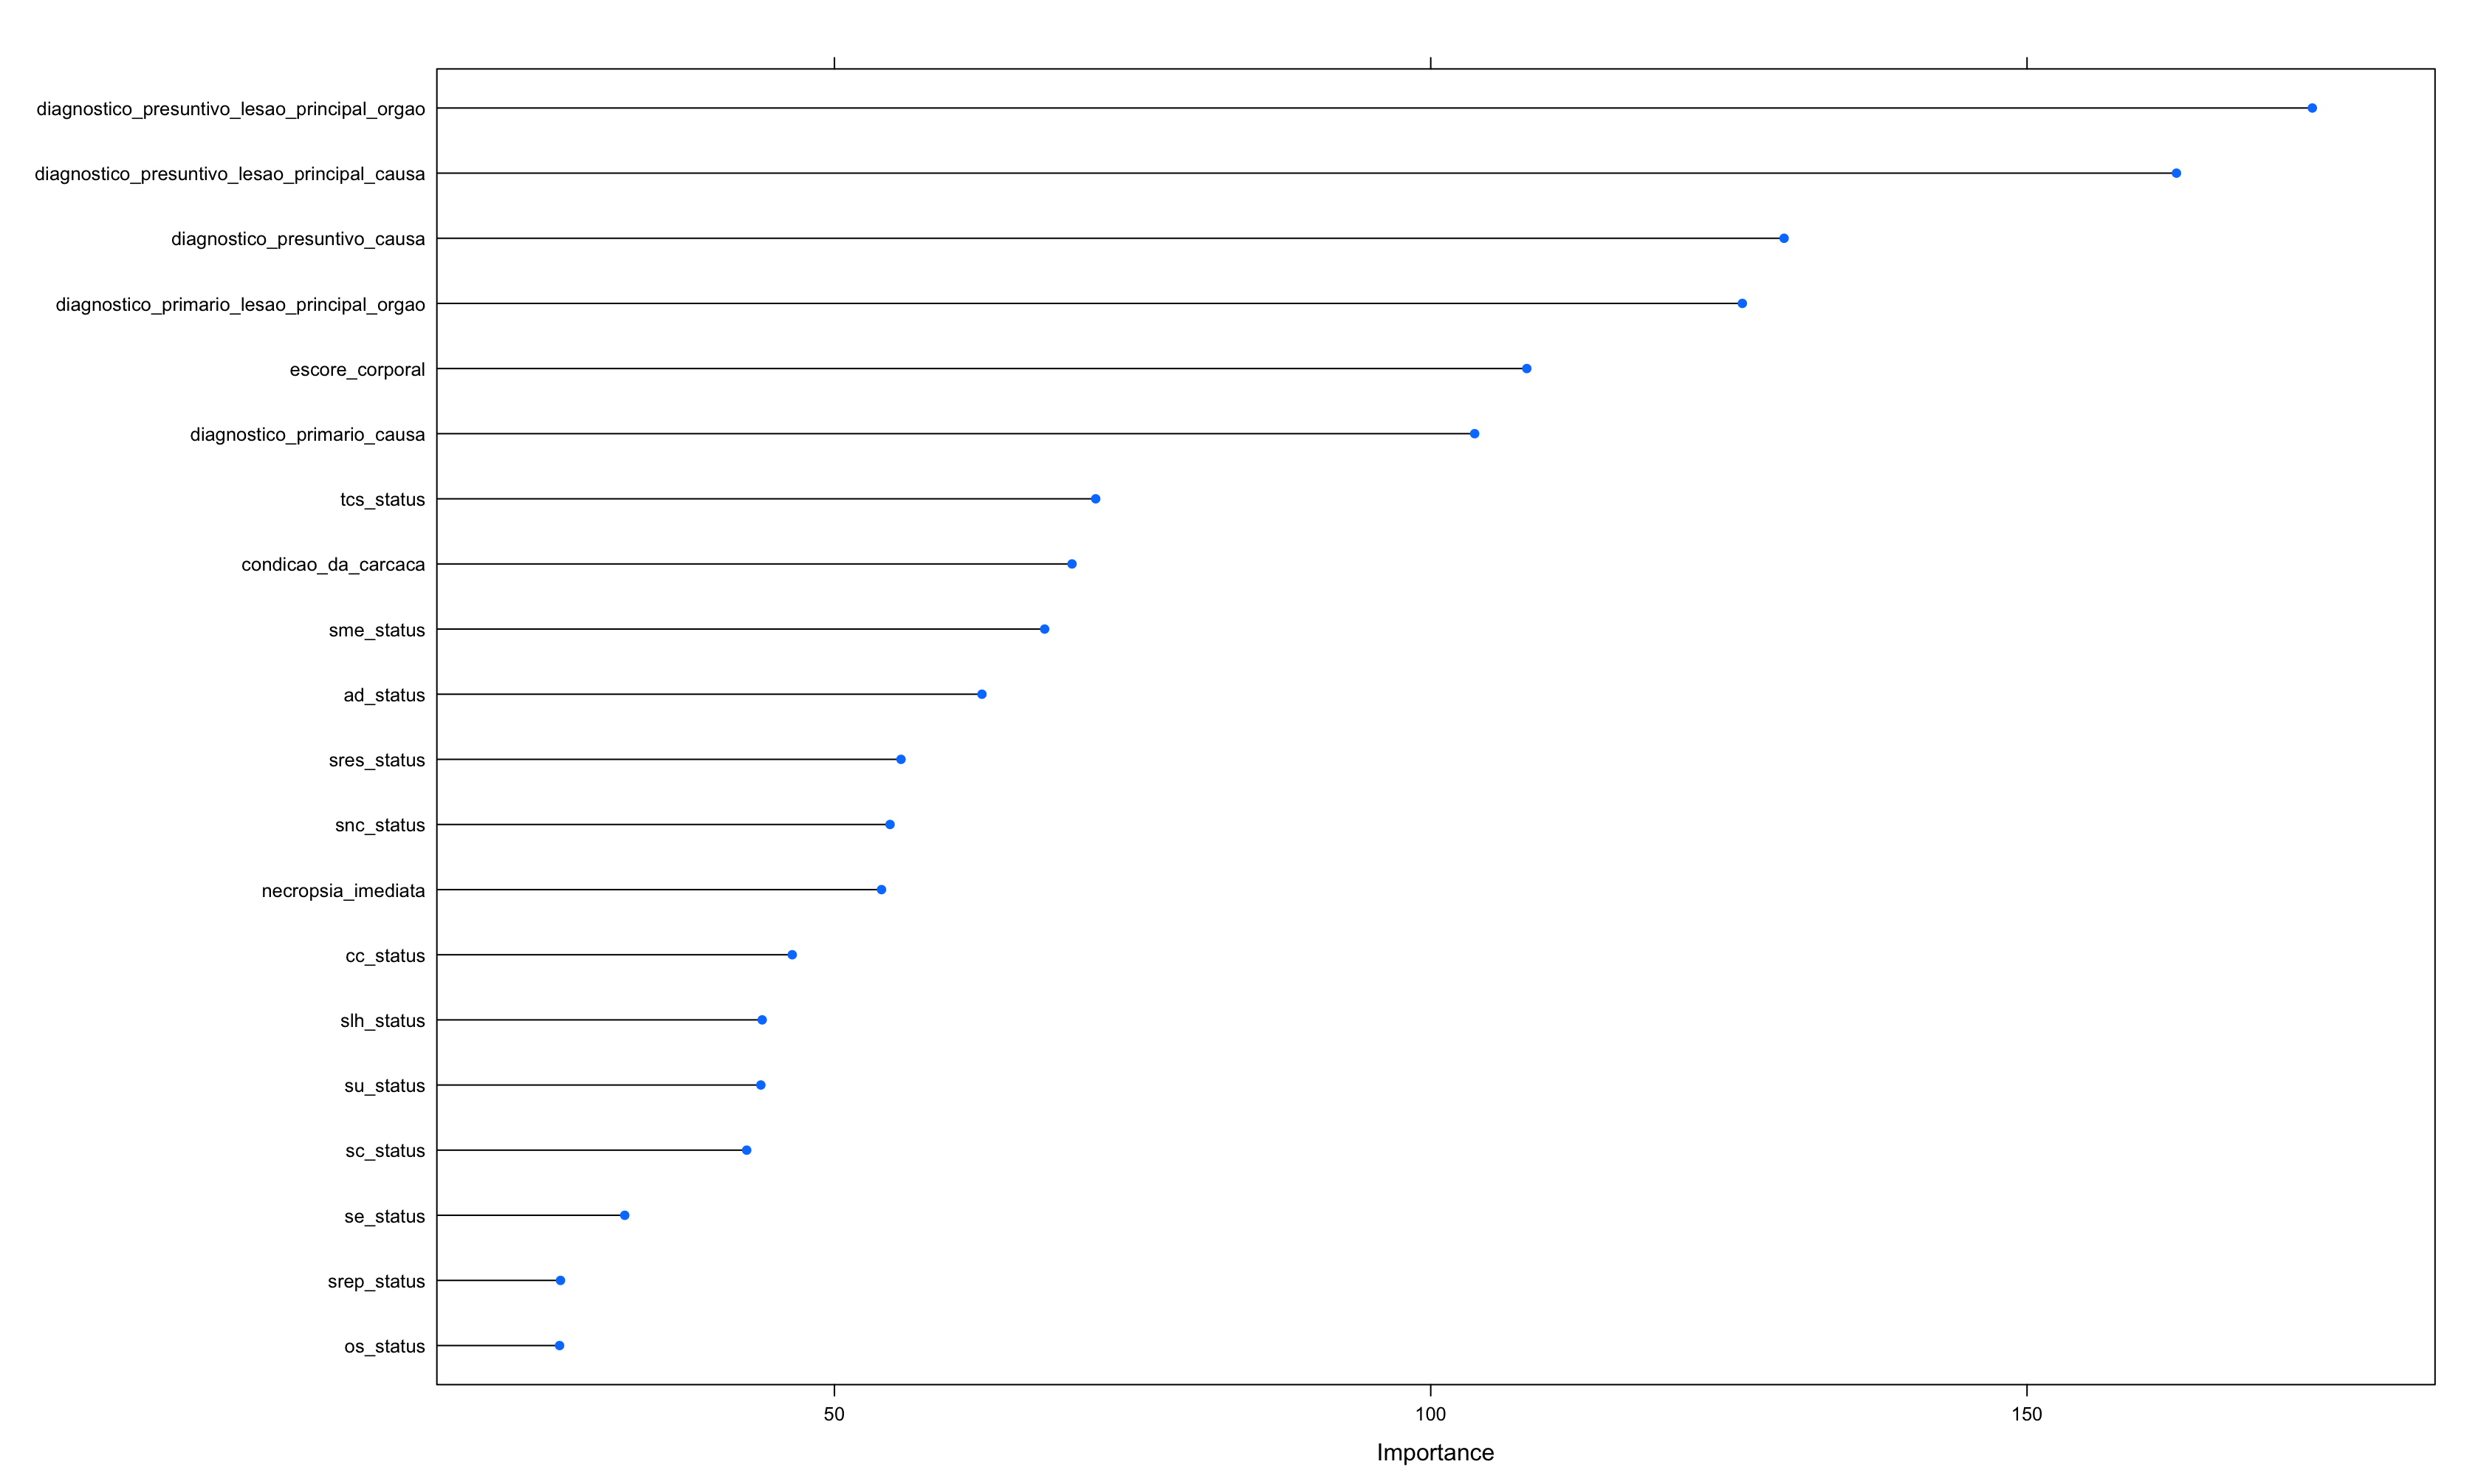 diagnostico_presuntivo_lesao_principal_orgao
diagnostico_presuntivo_lesao_principal_causa
diagnostico_presuntivo_causa
diagnostico_primario_lesao_principal_orgao
escore_corporal
diagnostico_primario_causa
tcs_status
condicao_da_carcaca
sme_status
ad_status
sres_status
snc_status
necropsia_imediata
cc_status
slh_status
su_status
sc_status
se_status
srep_status
os_status
50 100 150
Importance